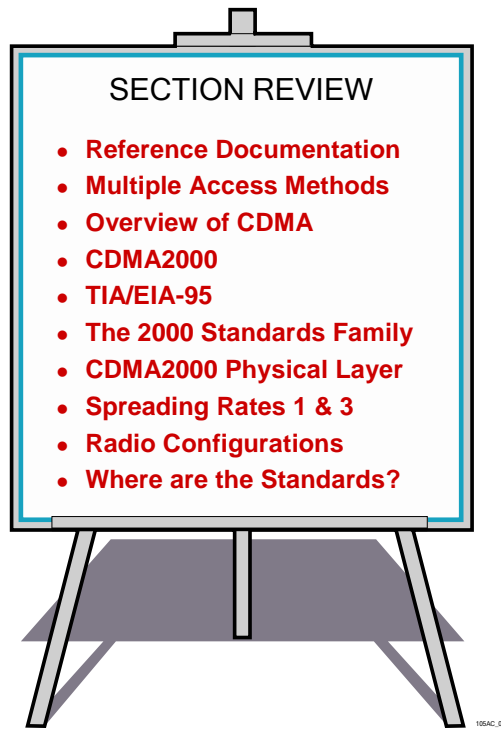 SECTION REVIEW
● Reference Documentation
● Multiple Access Methods
● Overview of CDMA
● CDMA2000
● TIA/EIA-95
● The 2000 Standards Family
● CDMA2000 Physical Layer
● Spreading Rates 1 & 3
● Radio Configurations
● Where are the Standards?